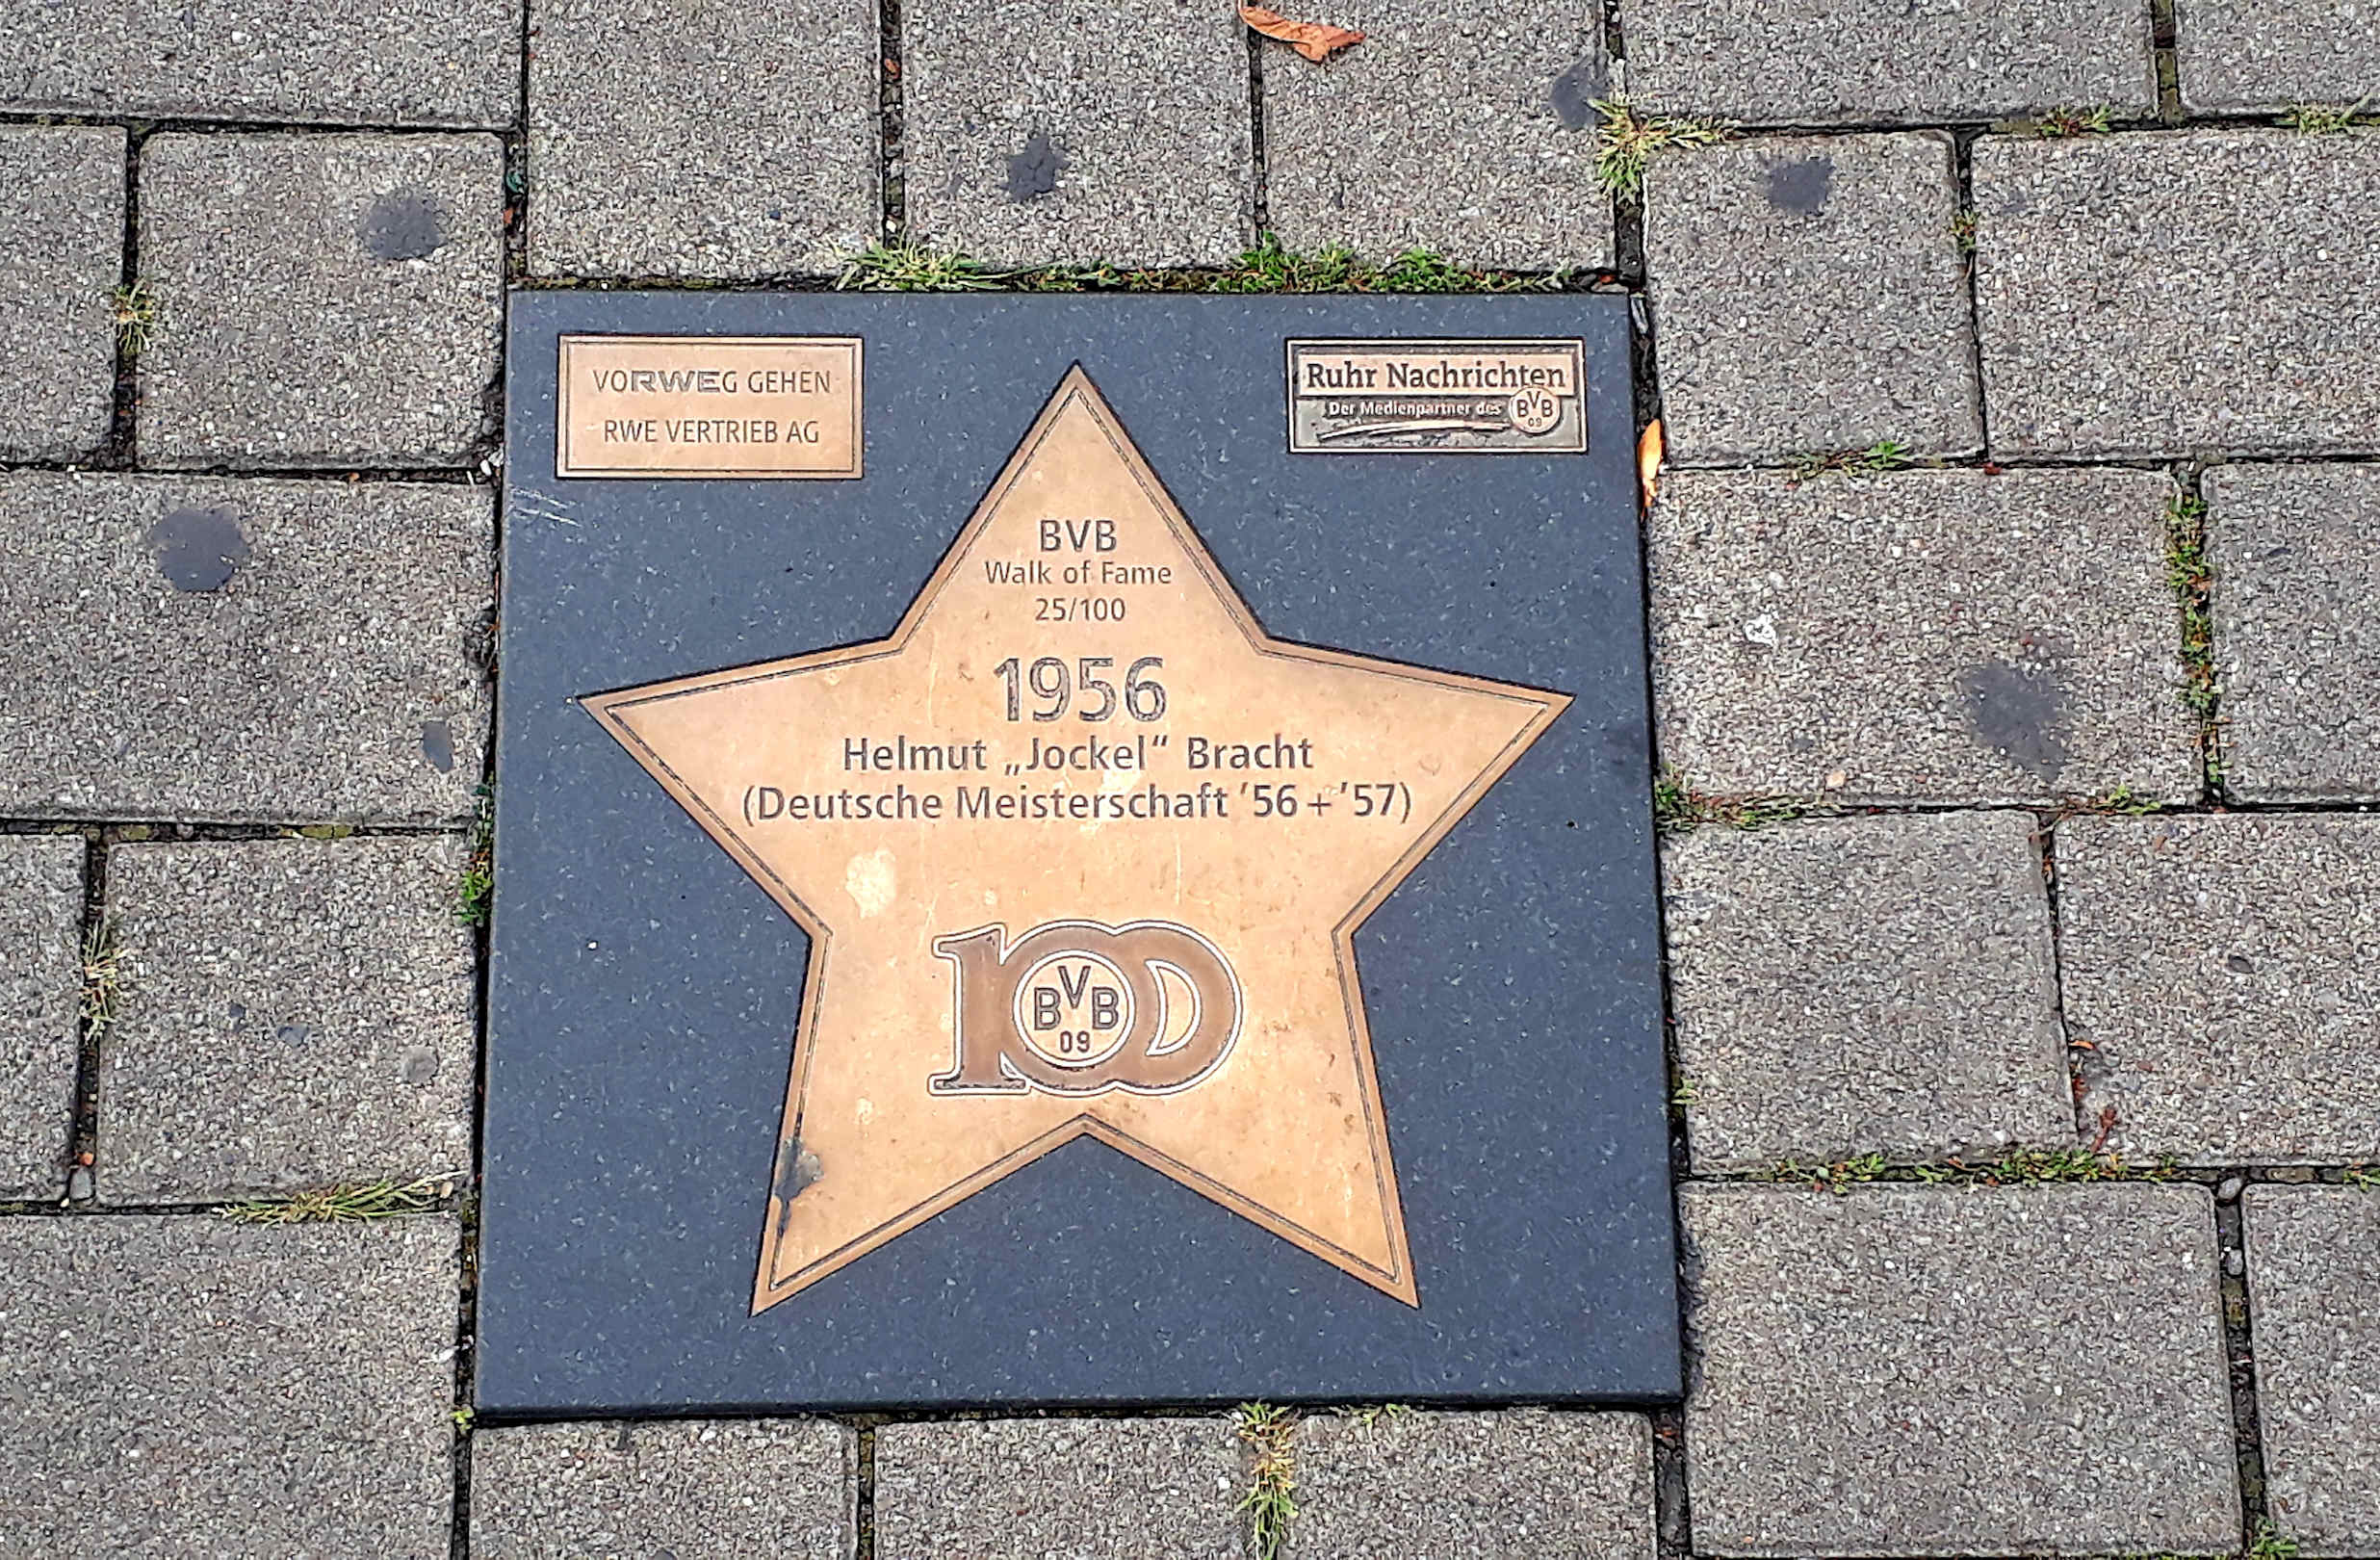 VORWEG GEHEN
RWE VERTRIEB AG
Ruhr Nachrichten
Der Medienpartner des BVB 09
BVB
Walk of Fame
25/100
1956
Helmut „Jockel“ Bracht
(Deutsche Meisterschaft '56 + '57)
100
BVB
09